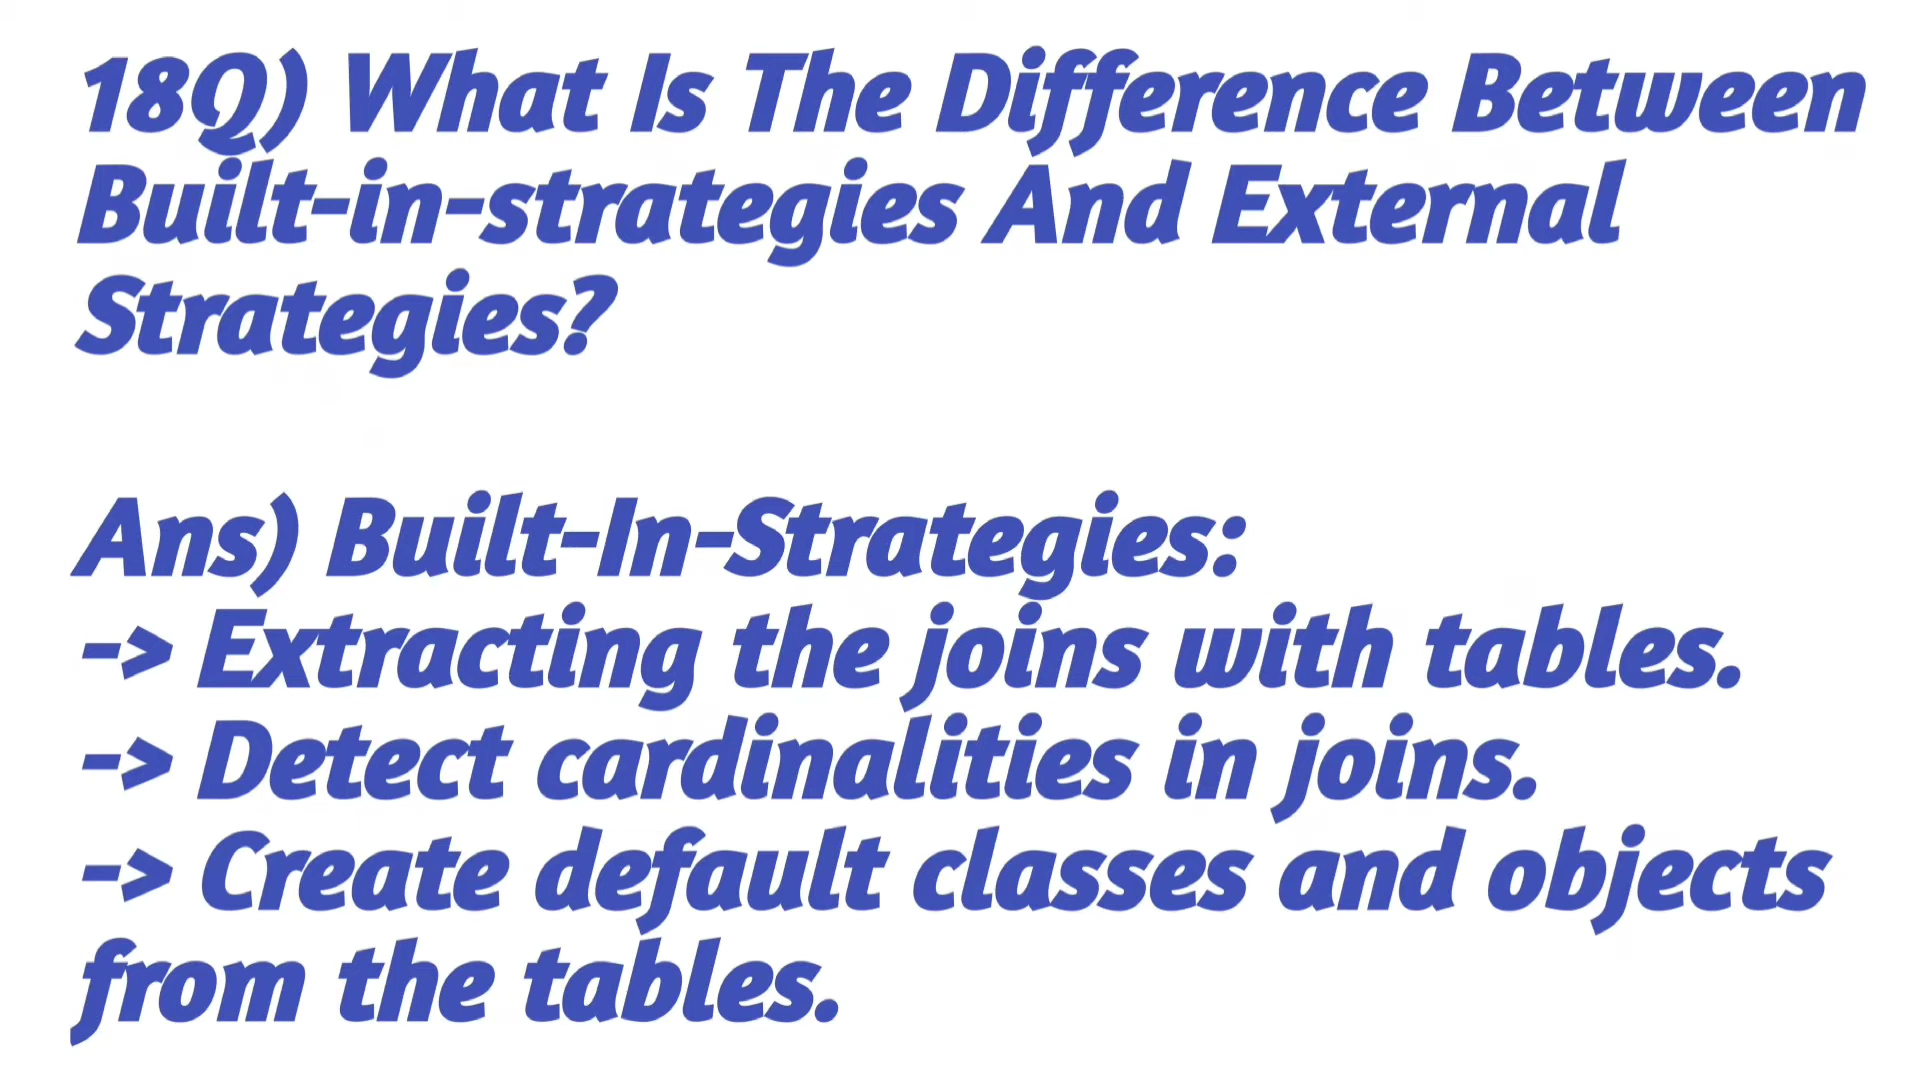 18Q) What Is The Difference Between
Built-in-strategies And External
Strategies?
Ans) Built-In-Strategies:
-> Extracting the joins with tables.
-> Detect cardinalities in joins.
-> Create default classes and objects
from the tables.